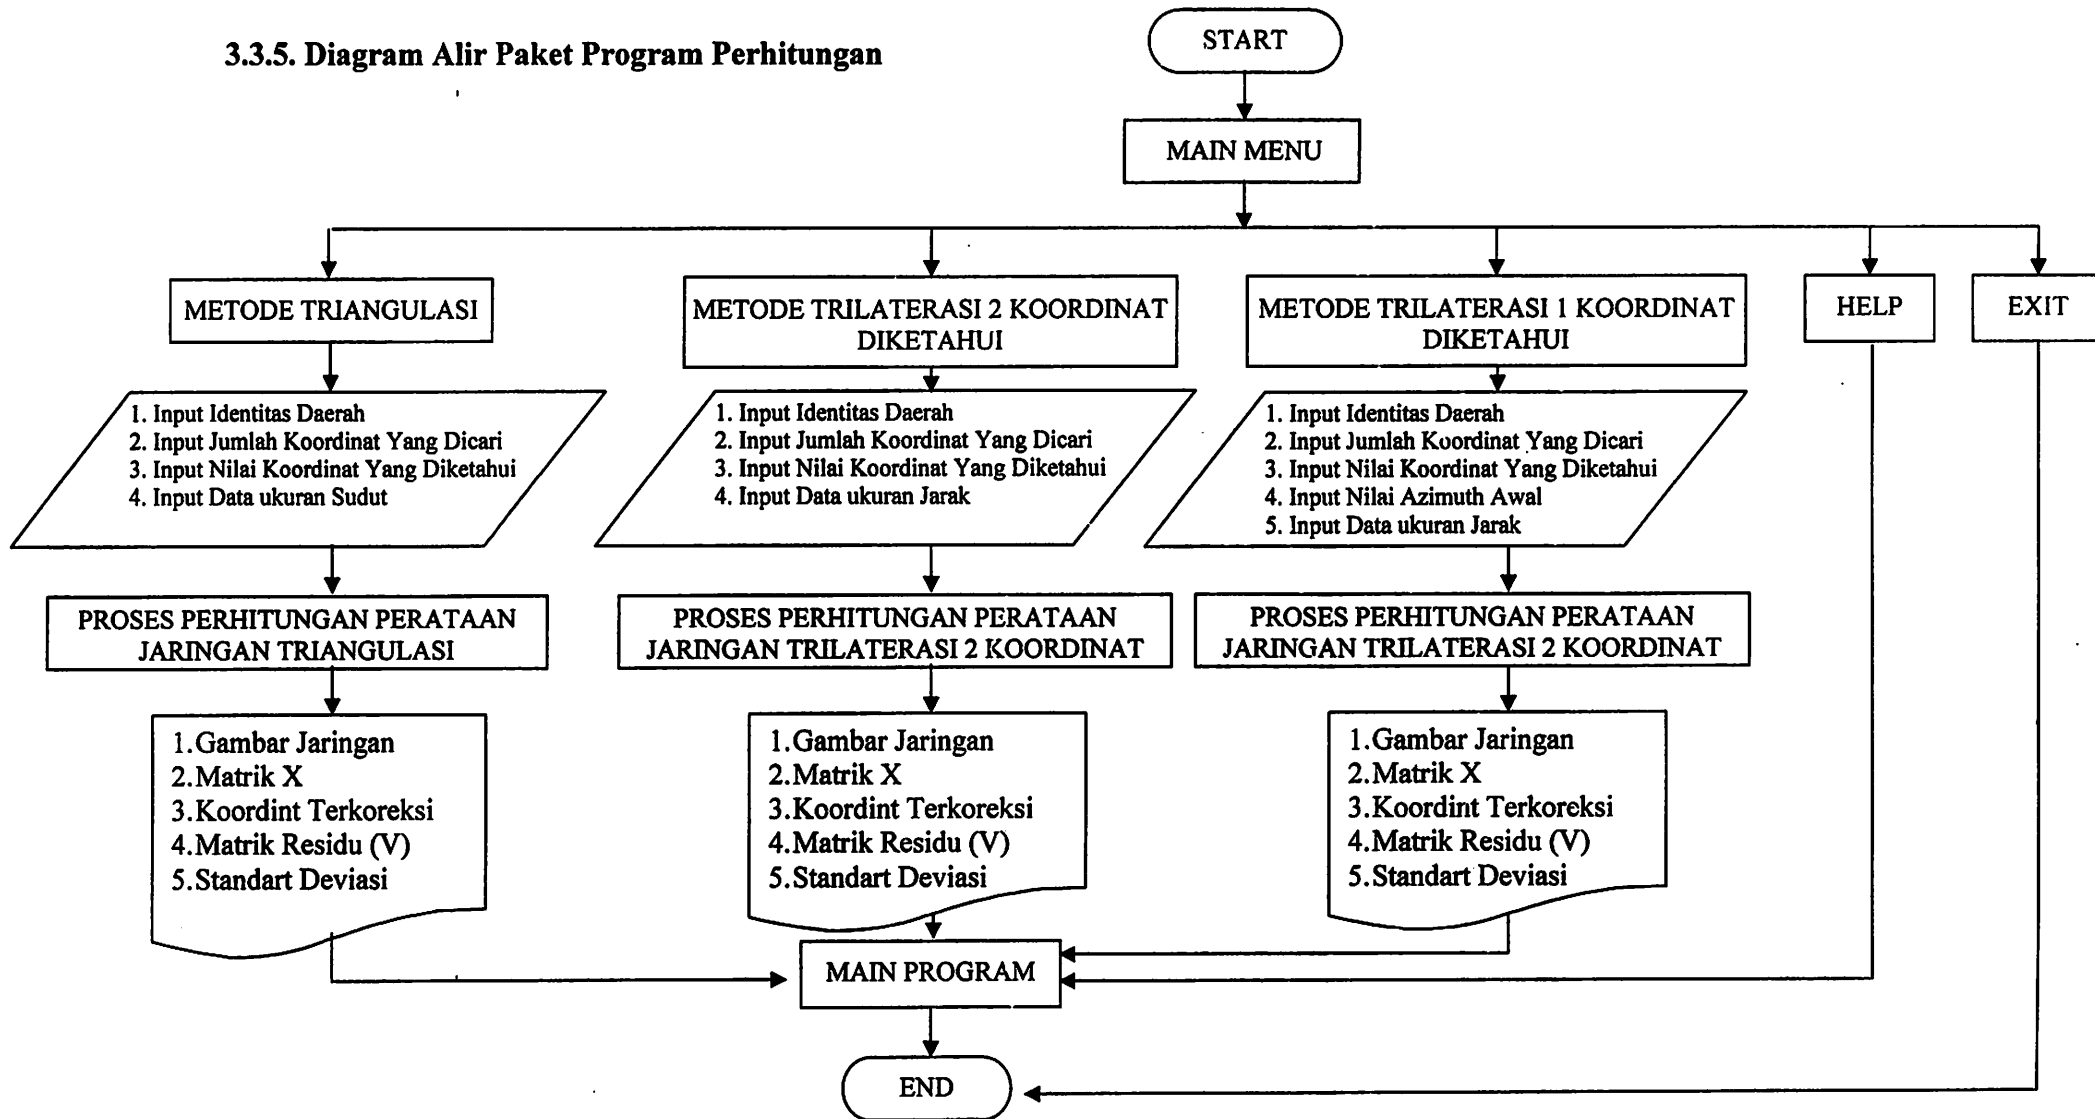 3.3.5. Diagram Alir Paket Program Perhitungan
START
MAIN MENU
METODE TRIANGULASI
METODE TRILATERASI 2 KOORDINAT
DIKETAHUI
METODE TRILATERASI 1 KOORDINAT
DIKETAHUI
HELP
EXIT
1. Input Identitas Daerah
2. Input Jumlah Koordinat Yang Dicari
3. Input Nilai Koordinat Yang Diketahui
4. Input Data ukuran Sudut
1. Input Identitas Daerah
2. Input Jumlah Koordinat Yang Dicari
3. Input Nilai Koordinat Yang Diketahui
4. Input Data ukuran Jarak
1. Input Identitas Daerah
2. Input Jumlah Koordinat Yang Dicari
3. Input Nilai Koordinat Yang Diketahui
4. Input Nilai Azimuth Awal
5. Input Data ukuran Jarak
PROSES PERHITUNGAN PERATAAN
JARINGAN TRIANGULASI
PROSES PERHITUNGAN PERATAAN
JARINGAN TRILATERASI 2 KOORDINAT
PROSES PERHITUNGAN PERATAAN
JARINGAN TRILATERASI 2 KOORDINAT
1.Gambar Jaringan
2.Matrik X
3.Koordint Terkoreksi
4.Matrik Residu (V)
5.Standart Deviasi
1.Gambar Jaringan
2.Matrik X
3.Koordint Terkoreksi
4.Matrik Residu (V)
5.Standart Deviasi
1.Gambar Jaringan
2.Matrik X
3.Koordint Terkoreksi
4.Matrik Residu (V)
5.Standart Deviasi
MAIN PROGRAM
END